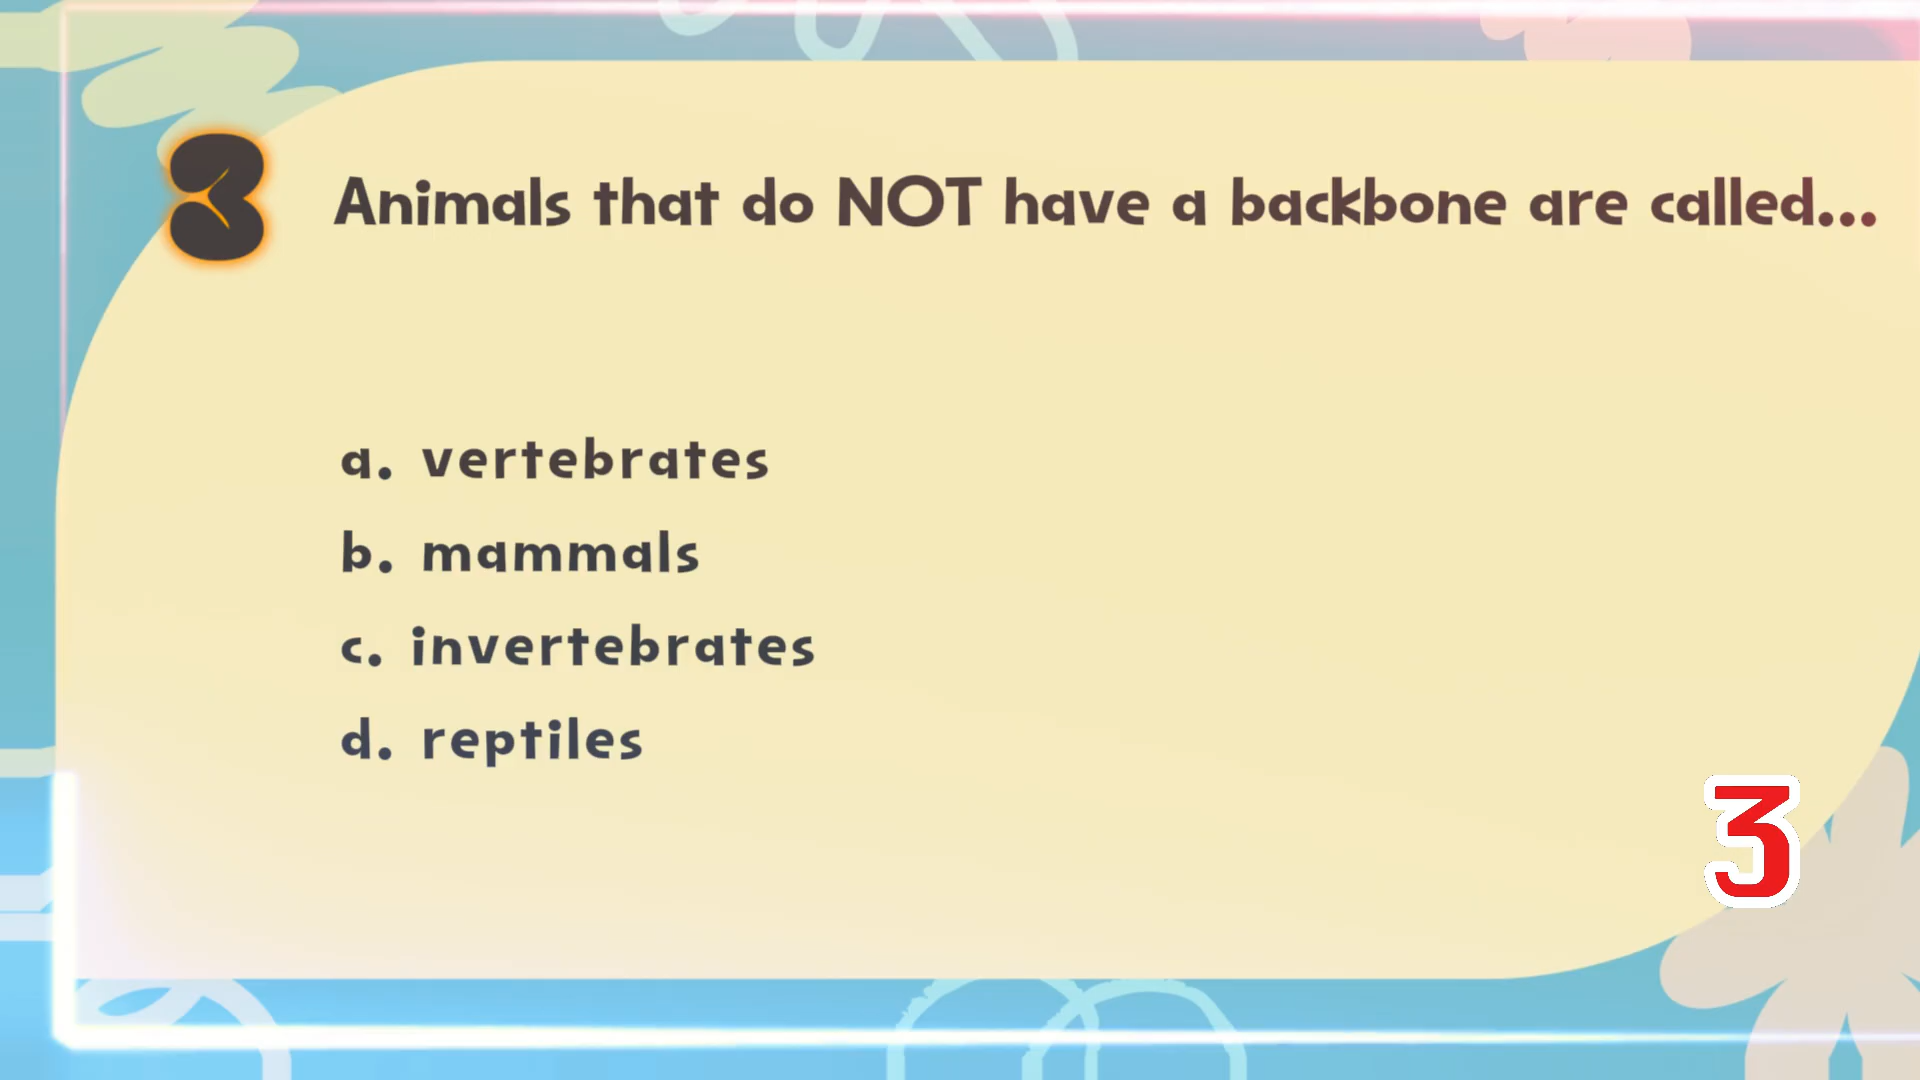 3 Animals that do NOT have a backbone are called...
a. vertebrates
b. mammals
c. invertebrates
d. reptiles
3